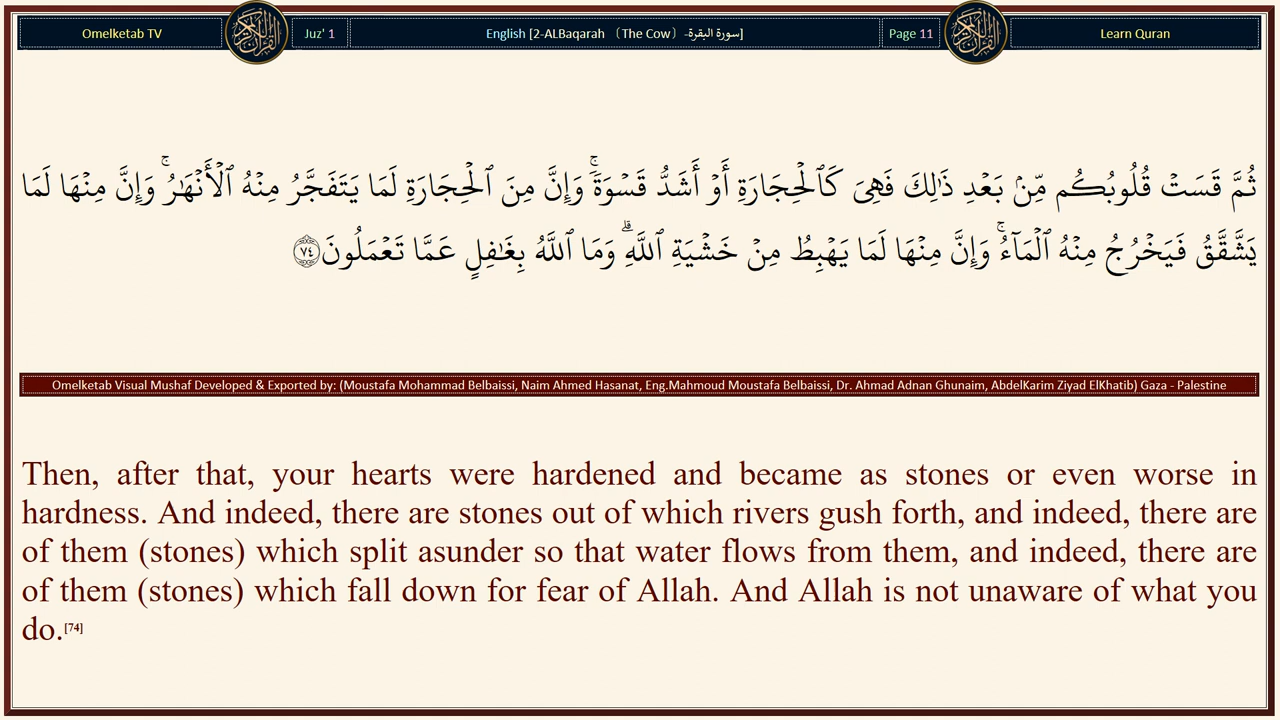 Omelketab TV
Juz' 1
English [2-ALBaqarah （The Cow）-سورة البقرة]
Page 11
Learn Quran
ثُمَّ قَسَتۡ قُلُوبُكُم مِّنۢ بَعۡدِ ذَٰلِكَ فَهِىَ كَٱلۡحِجَارَةِ أَوۡ أَشَدُّ قَسۡوَةٗۚ وَإِنَّ مِنَ ٱلۡحِجَارَةِ لَمَا يَتَفَجَّرُ مِنۡهُ ٱلۡأَنۡهَٰرُۚ وَإِنَّ مِنۡهَا لَمَا
يَشَّقَّقُ فَيَخۡرُجُ مِنۡهُ ٱلۡمَآءُۚ وَإِنَّ مِنۡهَا لَمَا يَهۡبِطُ مِنۡ خَشۡيَةِ ٱللَّهِۗ وَمَا ٱللَّهُ بِغَٰفِلٍ عَمَّا تَعۡمَلُونَ ٧٤
Omelketab Visual Mushaf Developed & Exported by: (Moustafa Mohammad Belbaissi, Naim Ahmed Hasanat, Eng.Mahmoud Moustafa Belbaissi, Dr. Ahmad Adnan Ghunaim, AbdelKarim Ziyad ElKhatib) Gaza - Palestine
Then, after that, your hearts were hardened and became as stones or even worse in
hardness. And indeed, there are stones out of which rivers gush forth, and indeed, there are
of them (stones) which split asunder so that water flows from them, and indeed, there are
of them (stones) which fall down for fear of Allah. And Allah is not unaware of what you
do.[74]